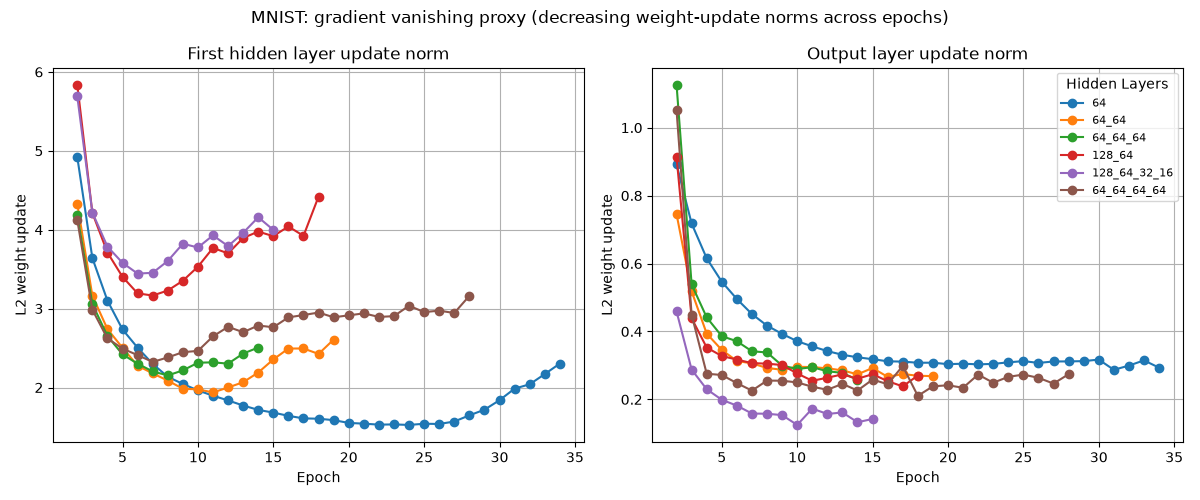 MNIST: gradient vanishing proxy (decreasing weight-update norms across epochs)
First hidden layer update norm
6
5
4
3
2
L2 weight update
5 10 15 20 25 30 35
Epoch
Output layer update norm
1.0
0.8
0.6
0.4
0.2
L2 weight update
5 10 15 20 25 30 35
Epoch
Hidden Layers
64
64_64
64_64_64
128_64
128_64_32_16
64_64_64_64